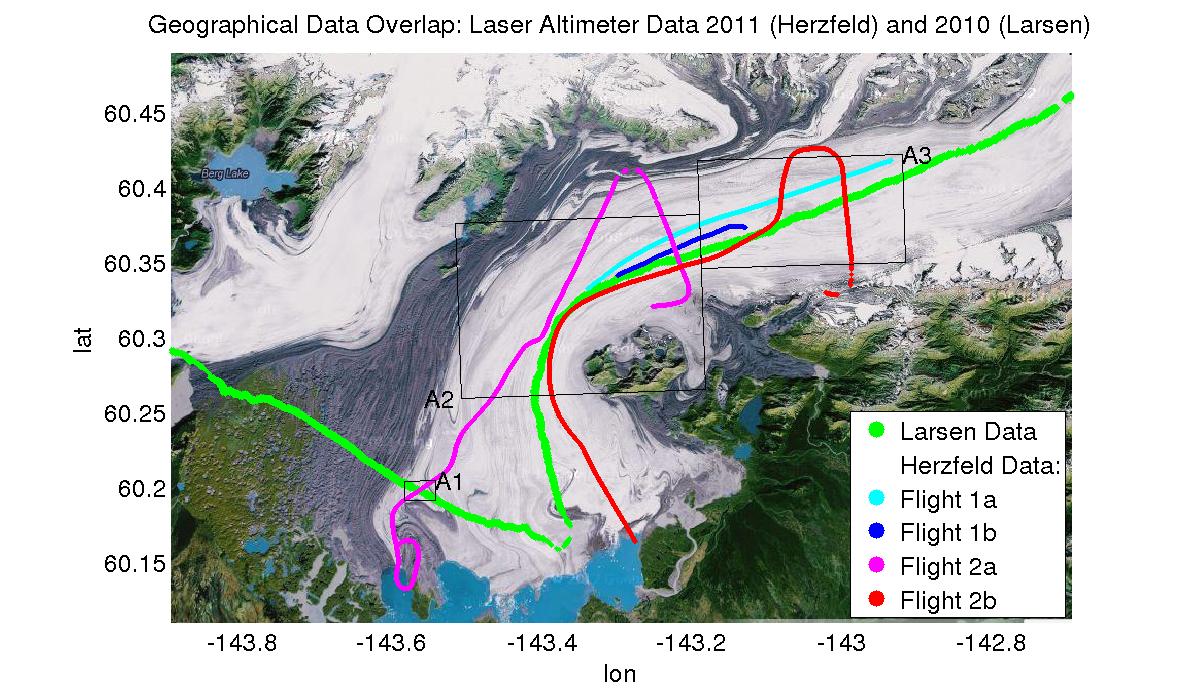 Geographical Data Overlap: Laser Altimeter Data 2011 (Herzfeld) and 2010 (Larsen)
60.45
60.4
60.35
60.3
60.25
60.2
60.15
lat
Berg Lake
A3
A2
A1
Larsen Data
Herzfeld Data:
Flight 1a
Flight 1b
Flight 2a
Flight 2b
-143.8
-143.6
-143.4
-143.2
-143
-142.8
lon